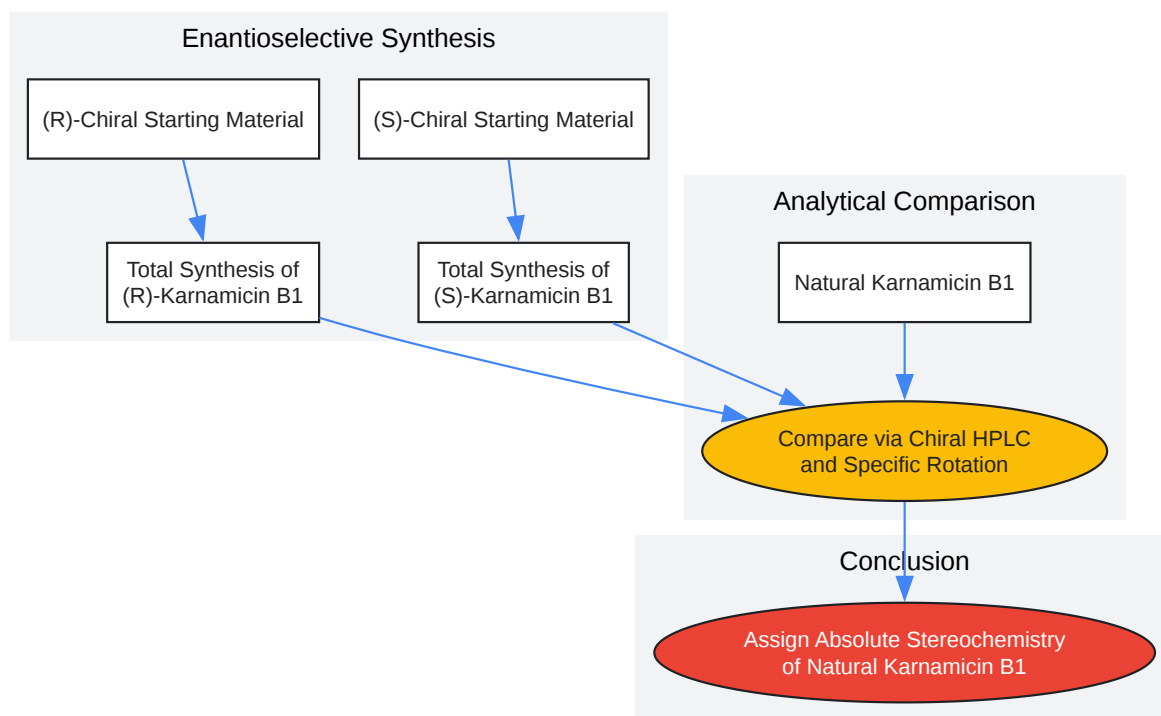 Enantioselective Synthesis
(R)-Chiral Starting Material
(S)-Chiral Starting Material
Total Synthesis of
(R)-Karnamicin B1
Total Synthesis of
(S)-Karnamicin B1
Analytical Comparison
Natural Karnamicin B1
Compare via Chiral HPLC
and Specific Rotation
Conclusion
Assign Absolute Stereochemistry
of Natural Karnamicin B1